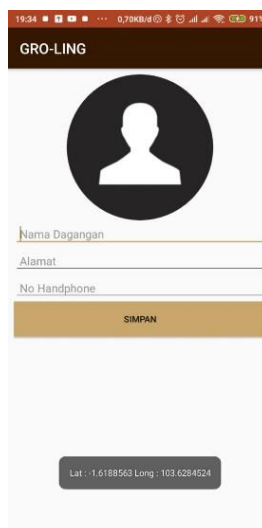 19:34 ... 0,70KB/d 91%
GRO-LING
Nama Dagangan
Alamat
No Handphone
SIMPAN
Lat : -1.6188563 Long : 103.6284524